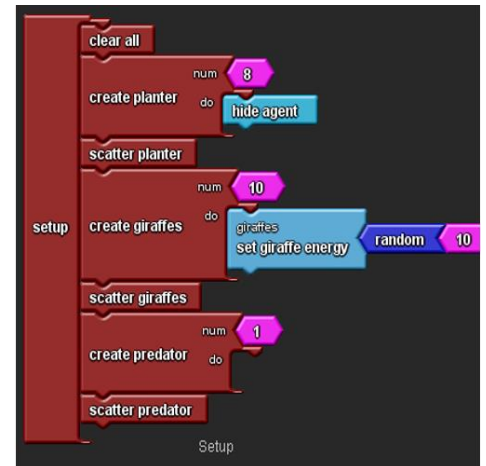 clear all
num 8
create planter do hide agent
scatter planter
num 10
setup create giraffes do giraffes
set giraffe energy random 10
scatter giraffes
num 1
create predator do
scatter predator
Setup